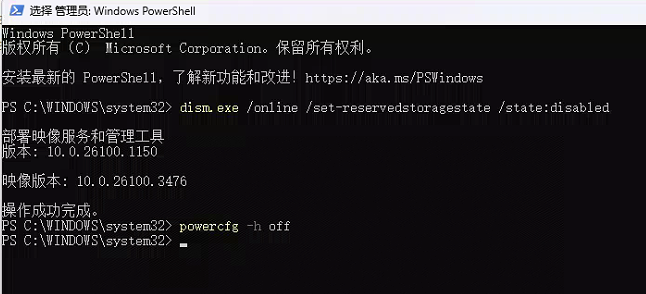 选择 管理员: Windows PowerShell
Windows PowerShell
版权所有 (C) Microsoft Corporation。保留所有权利。
安装最新的 PowerShell，了解新功能和改进！https://aka.ms/PSWindows
PS C:\WINDOWS\system32> dism.exe /online /set-reservedstoragestate /state:disabled
部署映像服务和管理工具
版本: 10.0.26100.1150
映像版本: 10.0.26100.3476
操作成功完成。
PS C:\WINDOWS\system32> powercfg -h off
PS C:\WINDOWS\system32>